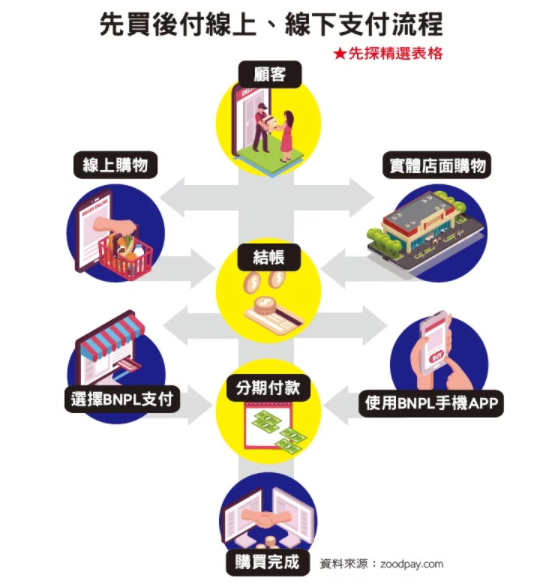 先買後付線上、線下支付流程
★先探精選表格
顧客
線上購物
實體店面購物
結帳
選擇BNPL支付
分期付款
使用BNPL手機APP
購買完成
資料來源：zoodpay.com